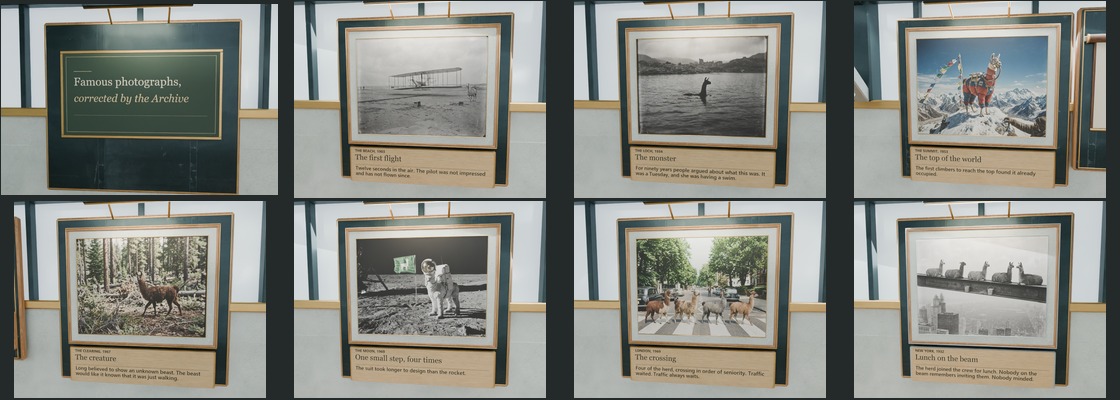 Famous photographs,
corrected by the Archive
THE BEACH, 1903
The first flight
Twelve seconds in the air. The pilot was not impressed
and has not flown since.
THE LOCH, 1934
The monster
For ninety years people argued about what this was. It
was a Tuesday, and she was having a swim.
THE SUMMIT, 1953
The top of the world
The first climbers to reach the top found it already
occupied.
THE CLEARING, 1967
The creature
Long believed to show an unknown beast. The beast
would like it known that it was just walking.
THE MOON, 1969
One small step, four times
The suit took longer to design than the rocket.
LONDON, 1969
The crossing
Four of the herd, crossing in order of seniority. Traffic
waited. Traffic always waits.
NEW YORK, 1932
Lunch on the beam
The herd joined the crew for lunch. Nobody on the
beam remembers inviting them. Nobody minded.